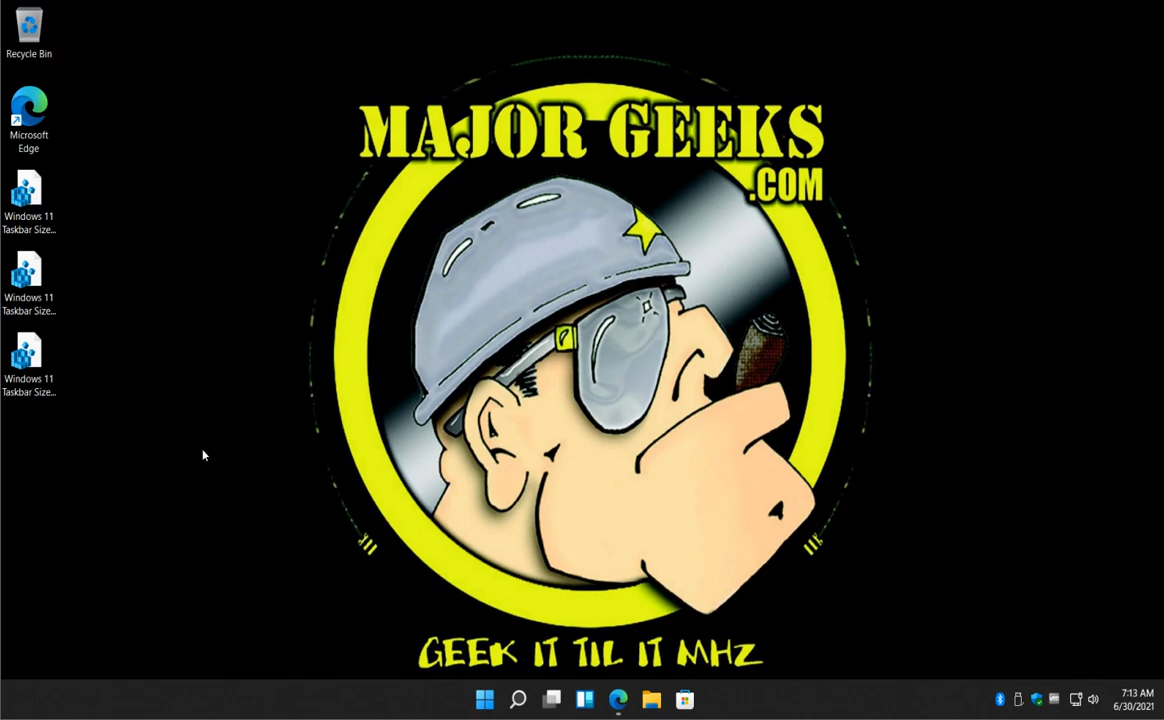 Recycle Bin
Microsoft
Edge
Windows 11
Taskbar Size...
Windows 11
Taskbar Size...
Windows 11
Taskbar Size...
MAJOR GEEKS
.COM
GEEK IT TIL IT MHZ
7:13 AM
6/30/2021